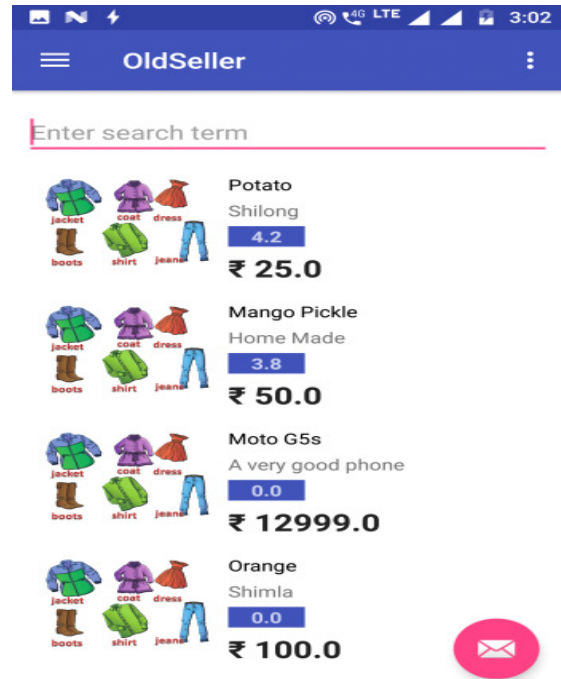 4G LTE 3:02
OldSeller
Enter search term
jacket coat dress
boots shirt jeans
Potato
Shilong
4.2
₹ 25.0
jacket coat dress
boots shirt jeans
Mango Pickle
Home Made
3.8
₹ 50.0
jacket coat dress
boots shirt jeans
Moto G5s
A very good phone
0.0
₹ 12999.0
jacket coat dress
boots shirt jeans
Orange
Shimla
0.0
₹ 100.0